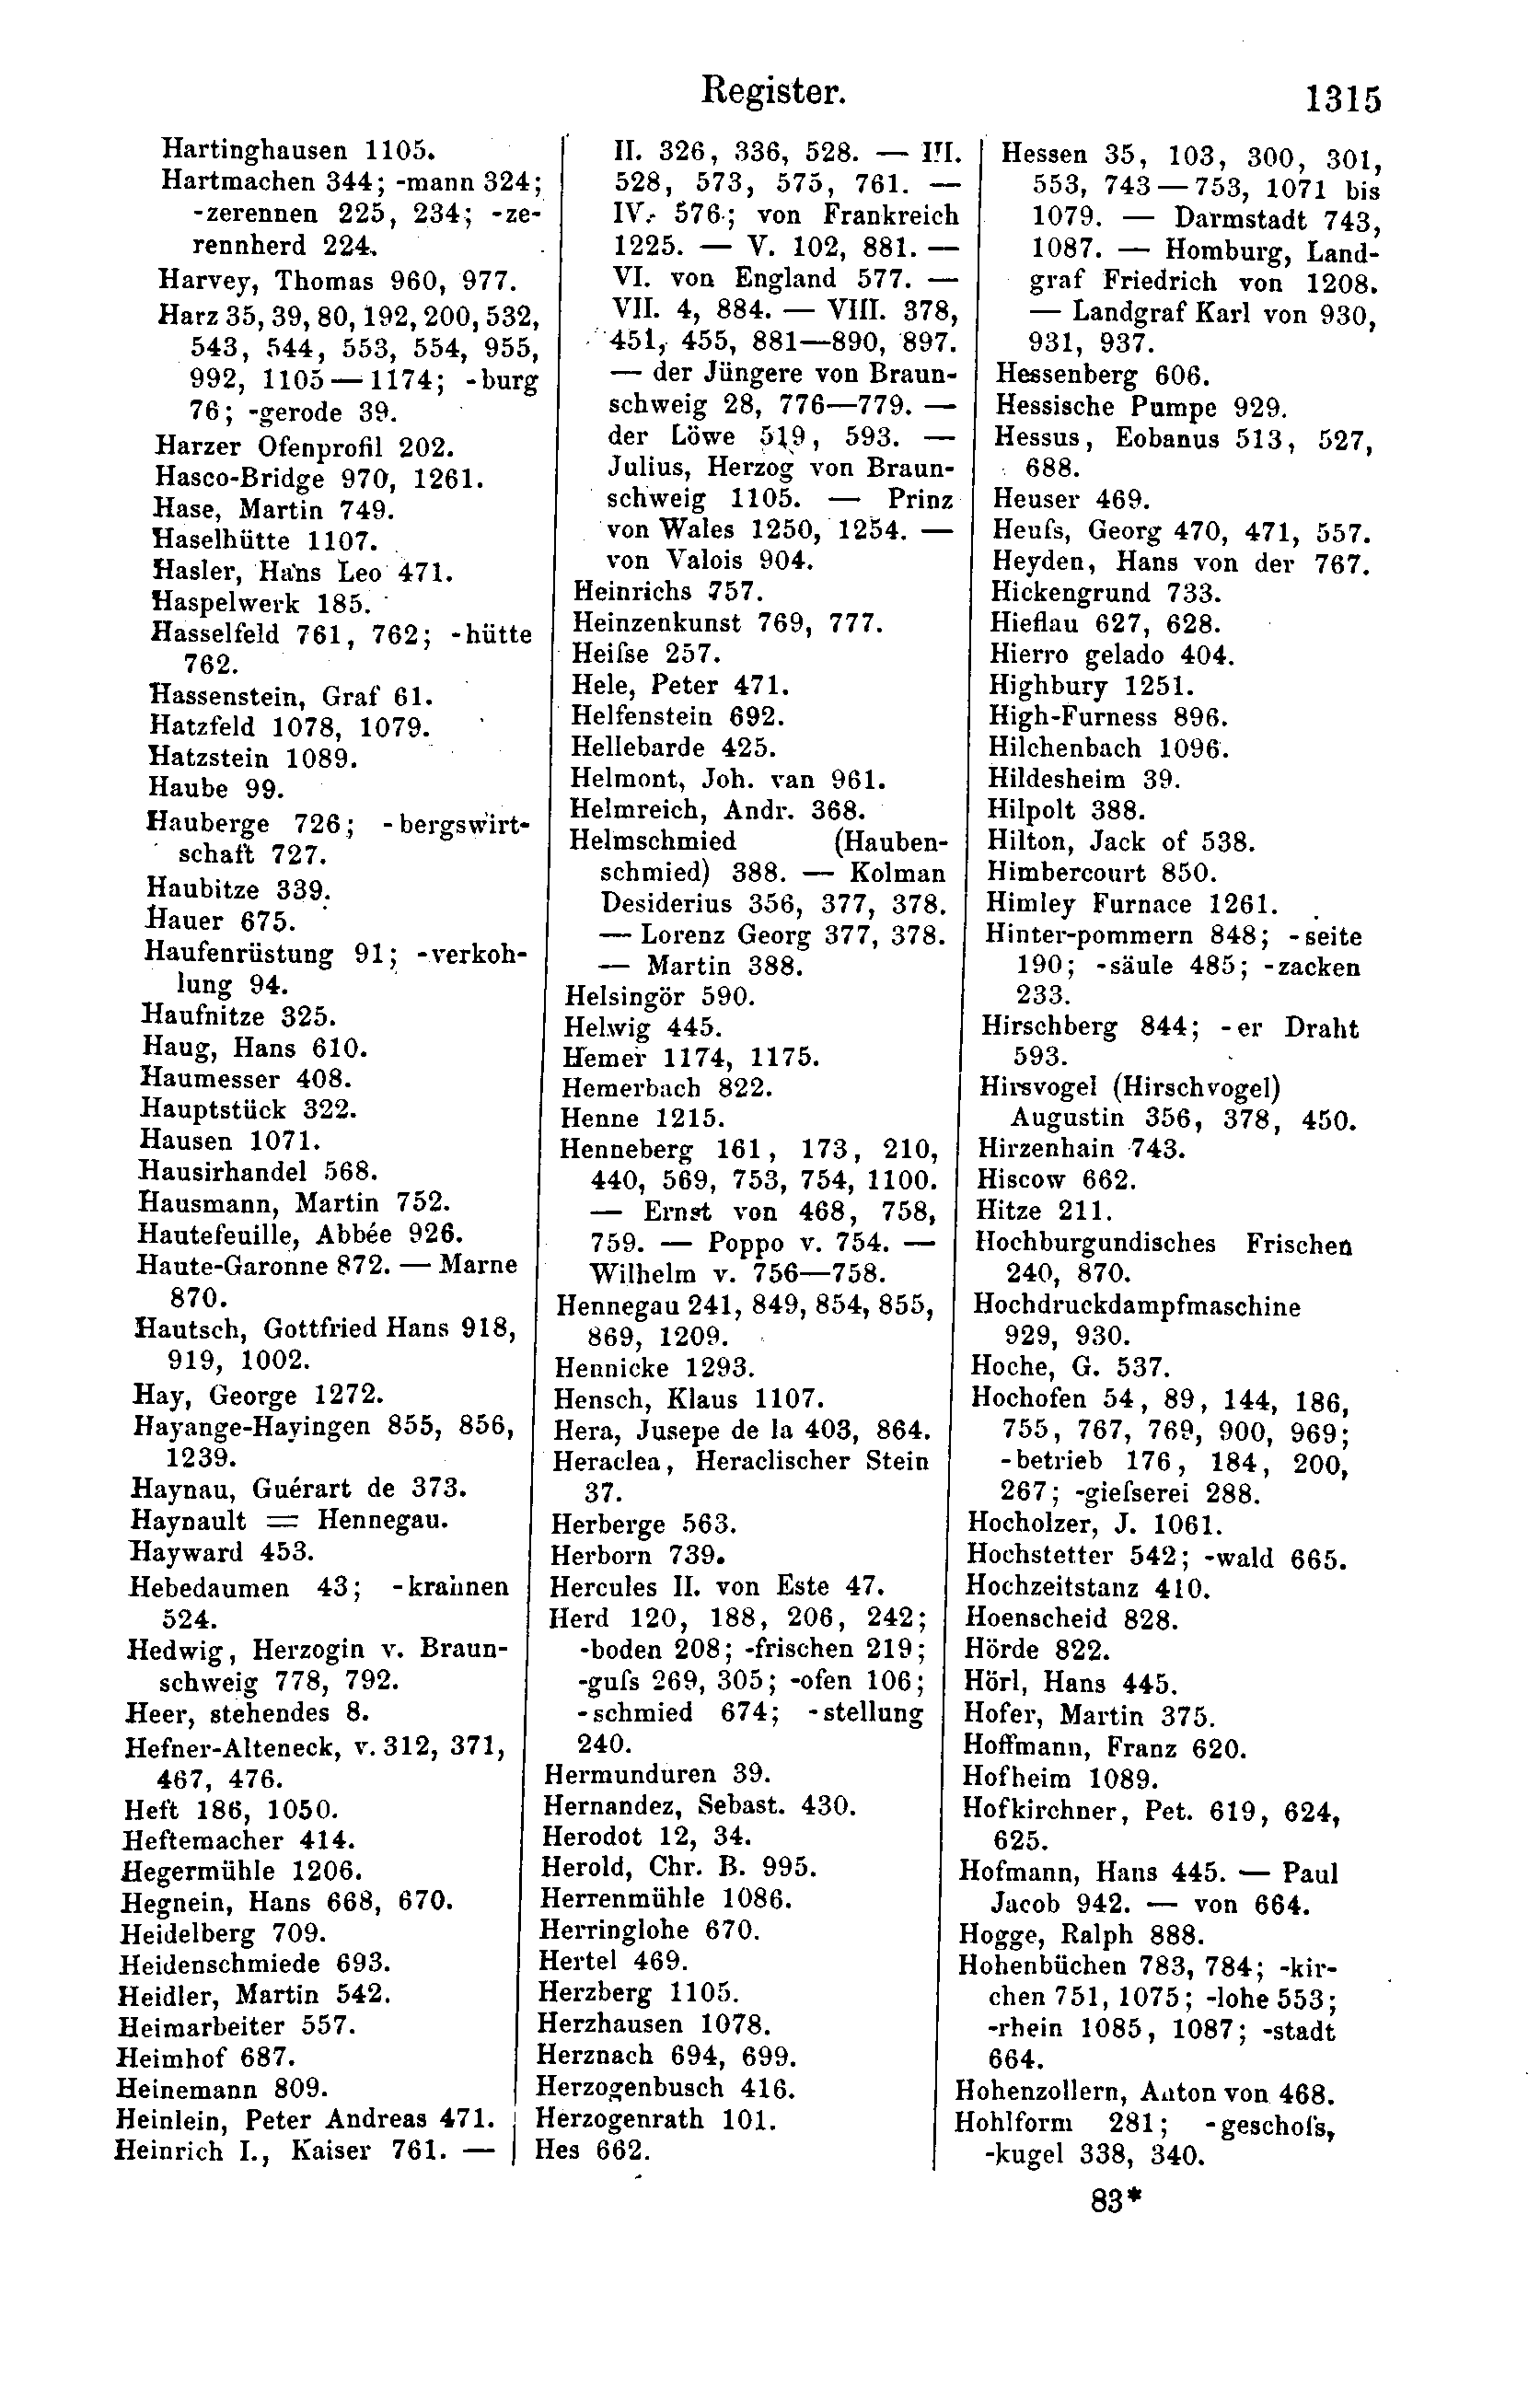 Register.
1315
Hartinghausen 1105.
Hartmachen 344; -mann 324;
-zerennen 225, 234; -ze-
rennherd 224.
Harvey, Thomas 960, 977.
Harz 35, 39, 80, 192, 200, 532,
543, 544, 553, 554, 955,
992, 1105—1174; -burg
76; -gerode 39.
Harzer Ofenprofil 202.
Hasco-Bridge 970, 1261.
Hase, Martin 749.
Haselhütte 1107.
Hasler, Hans Leo 471.
Haspelwerk 185.
Hasselfeld 761, 762; -hütte
762.
Hassenstein, Graf 61.
Hatzfeld 1078, 1079.
Hatzstein 1089.
Haube 99.
Hauberge 726; -bergswirt-
schaft 727.
Haubitze 339.
Hauer 675.
Haufenrüstung 91; -verkoh-
lung 94.
Haufnitze 325.
Haug, Hans 610.
Haumesser 408.
Hauptstück 322.
Hausen 1071.
Hausirhandel 568.
Hausmann, Martin 752.
Hautefeuille, Abbée 926.
Haute-Garonne 872. — Marne
870.
Hautsch, Gottfried Hans 918,
919, 1002.
Hay, George 1272.
Hayange-Hayingen 855, 856,
1239.
Haynau, Guérart de 373.
Haynault = Hennegau.
Hayward 453.
Hebedaumen 43; -krahnen
524.
Hedwig, Herzogin v. Braun-
schweig 778, 792.
Heer, stehendes 8.
Hefner-Alteneck, v. 312, 371,
467, 476.
Heft 186, 1050.
Heftemacher 414.
Hegermühle 1206.
Hegnein, Hans 668, 670.
Heidelberg 709.
Heidenschmiede 693.
Heidler, Martin 542.
Heimarbeiter 557.
Heimhof 687.
Heinemann 809.
Heinlein, Peter Andreas 471.
Heinrich I., Kaiser 761. —
II. 326, 336, 528. — III.
528, 573, 575, 761. —
IV. 576; von Frankreich
1225. — V. 102, 881. —
VI. von England 577. —
VII. 4, 884. — VIII. 378,
451, 455, 881—890, 897.
— der Jüngere von Braun-
schweig 28, 776—779. —
der Löwe 519, 593. —
Julius, Herzog von Braun-
schweig 1105. — Prinz
von Wales 1250, 1254. —
von Valois 904.
Heinrichs 757.
Heinzenkunst 769, 777.
Heiſse 257.
Hele, Peter 471.
Helfenstein 692.
Hellebarde 425.
Helmont, Joh. van 961.
Helmreich, Andr. 368.
Helmschmied (Hauben-
schmied) 388. — Kolman
Desiderius 356, 377, 378.
— Lorenz Georg 377, 378.
— Martin 388.
Helsingör 590.
Helwig 445.
Hemer 1174, 1175.
Hemerbach 822.
Henne 1215.
Henneberg 161, 173, 210,
440, 569, 753, 754, 1100.
— Ernst von 468, 758,
759. — Poppo v. 754. —
Wilhelm v. 756—758.
Hennegau 241, 849, 854, 855,
869, 1209.
Hennicke 1293.
Hensch, Klaus 1107.
Hera, Jusepe de la 403, 864.
Heraclea, Heraclischer Stein
37.
Herberge 563.
Herborn 739.
Hercules II. von Este 47.
Herd 120, 188, 206, 242;
-boden 208; -frischen 219;
-guſs 269, 305; -ofen 106;
-schmied 674; -stellung
240.
Hermunduren 39.
Hernandez, Sebast. 430.
Herodot 12, 34.
Herold, Chr. B. 995.
Herrenmühle 1086.
Herringlohe 670.
Hertel 469.
Herzberg 1105.
Herzhausen 1078.
Herznach 694, 699.
Herzogenbusch 416.
Herzogenrath 101.
Hes 662.
Hessen 35, 103, 300, 301,
553, 743—753, 1071 bis
1079. — Darmstadt 743,
1087. — Homburg, Land-
graf Friedrich von 1208.
— Landgraf Karl von 930,
931, 937.
Hessenberg 606.
Hessische Pumpe 929.
Hessus, Eobanus 513, 527,
688.
Heuser 469.
Heuſs, Georg 470, 471, 557.
Heyden, Hans von der 767.
Hickengrund 733.
Hieflau 627, 628.
Hierro gelado 404.
Highbury 1251.
High-Furness 896.
Hilchenbach 1096.
Hildesheim 39.
Hilpolt 388.
Hilton, Jack of 538.
Himbercourt 850.
Himley Furnace 1261.
Hinter-pommern 848; -seite
190; -säule 485; -zacken
233.
Hirschberg 844; -er Draht
593.
Hirsvogel (Hirschvogel)
Augustin 356, 378, 450.
Hirzenhain 743.
Hiscow 662.
Hitze 211.
Hochburgundisches Frischen
240, 870.
Hochdruckdampfmaschine
929, 930.
Hoche, G. 537.
Hochofen 54, 89, 144, 186,
755, 767, 769, 900, 969;
-betrieb 176, 184, 200,
267; -gieſserei 288.
Hocholzer, J. 1061.
Hochstetter 542; -wald 665.
Hochzeitstanz 410.
Hoenscheid 828.
Hörde 822.
Hörl, Hans 445.
Hofer, Martin 375.
Hoffmann, Franz 620.
Hofheim 1089.
Hofkirchner, Pet. 619, 624,
625.
Hofmann, Hans 445. — Paul
Jacob 942. — von 664.
Hogge, Ralph 888.
Hohenbüchen 783, 784; -kir-
chen 751, 1075; -lohe 553;
-rhein 1085, 1087; -stadt
664.
Hohenzollern, Anton von 468.
Hohlform 281; -geschoſs,
-kugel 338, 340.
83*